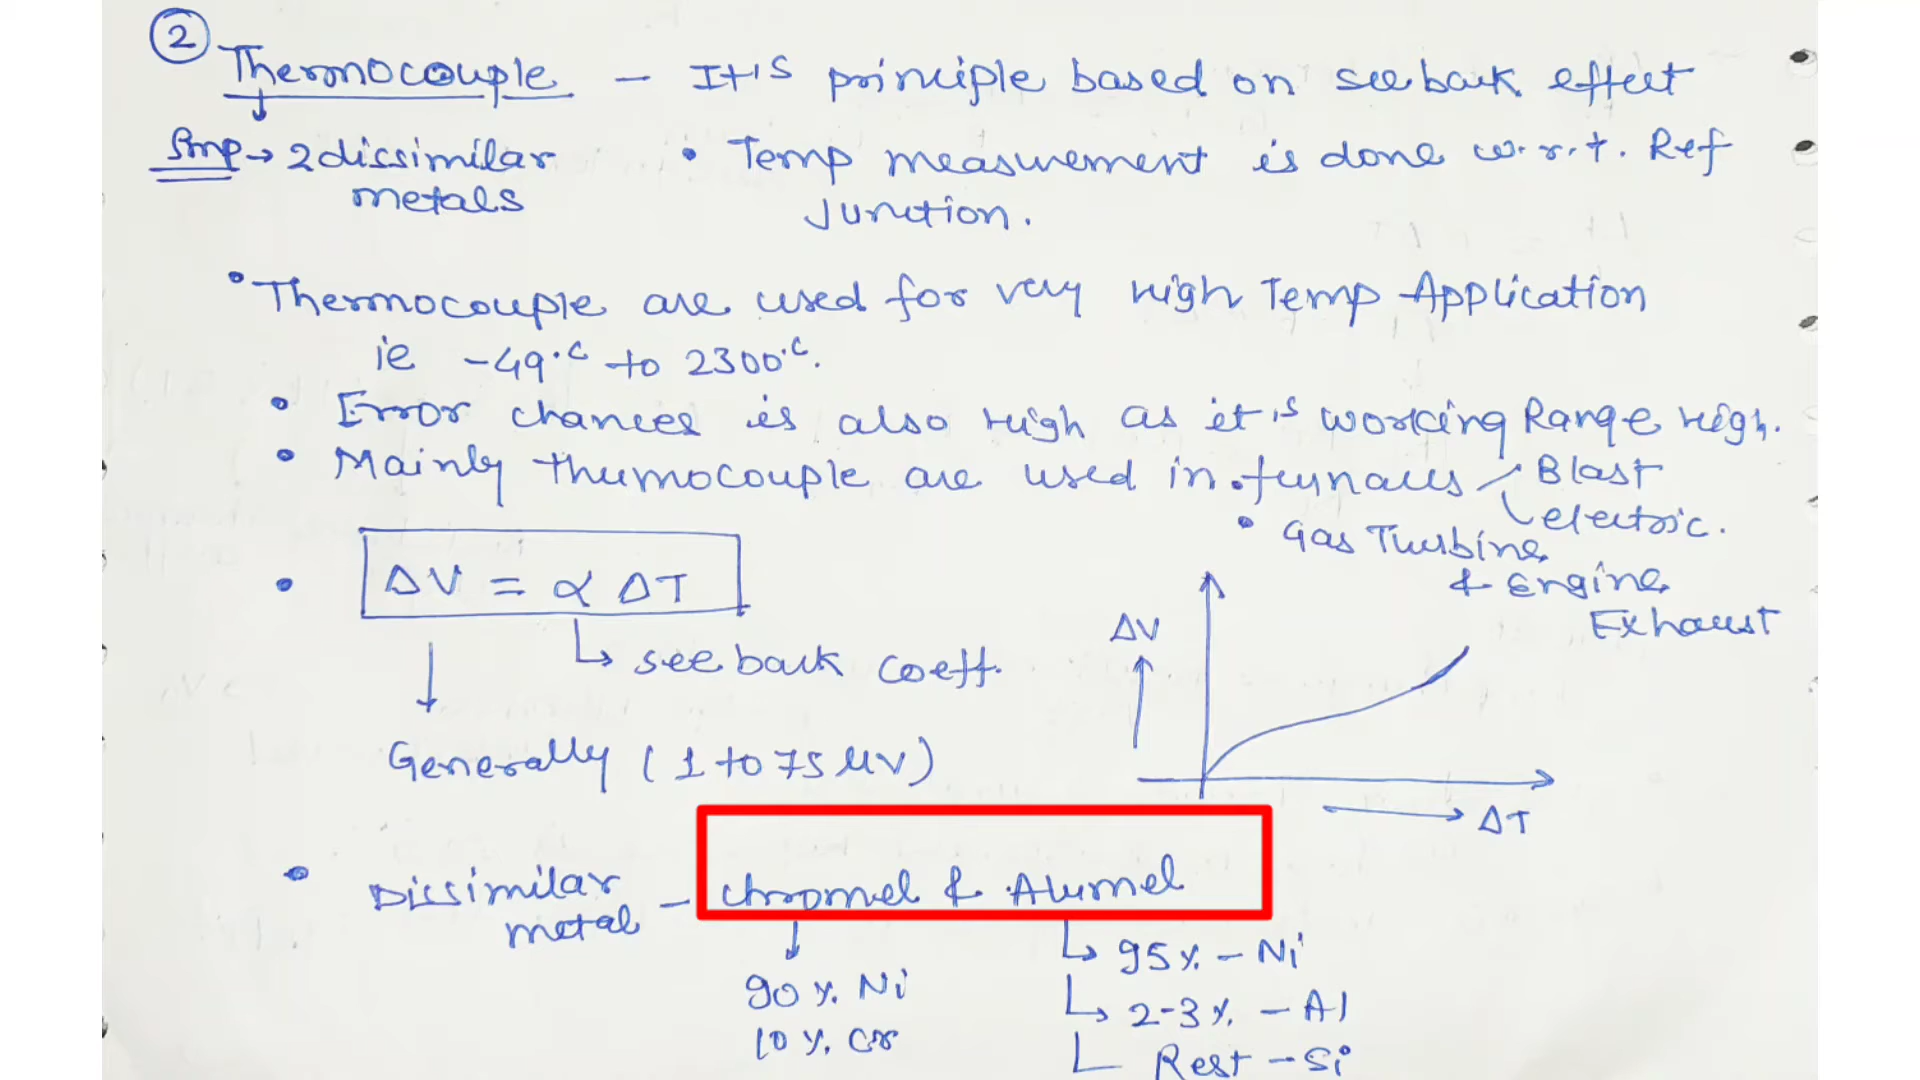 2
Thermocouple – It's principle based on seeback effect
Imp → 2 dissimilar metals
• Temp measurement is done w.r.t. Ref
Junction.
• Thermocouple are used for very high Temp Application
ie -49°C to 2300°C.
• Error chances is also High as it's working Range High.
• Mainly thermocouple are used in furnaces
Blast
electric.
• Gas Turbine
& Engine
Exhaust
• ΔV = α ΔT
seeback coeff.
Generally (1 to 75 μV)
ΔV
ΔT
• Dissimilar metal – Chromel & Alumel
90 % Ni
10 % Cr
95 % – Ni
2-3 % – Al
Rest – Si